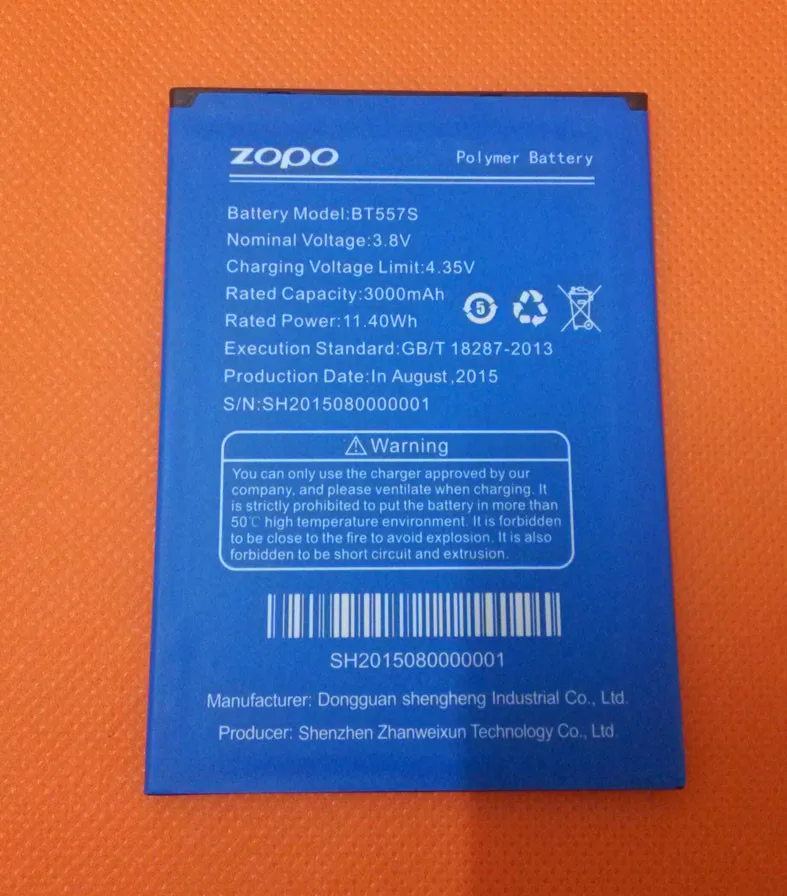 ZOPO
Polymer Battery
Battery Model:BT557S
Nominal Voltage:3.8V
Charging Voltage Limit:4.35V
Rated Capacity:3000mAh
5
Rated Power:11.40Wh
Execution Standard:GB/T 18287-2013
Production Date:In August,2015
S/N:SH2015080000001
Warning
You can only use the charger approved by our
company, and please ventilate when charging. It
is strictly prohibited to put the battery in more than
50℃ high temperature environment. It is forbidden
to be close to the fire to avoid explosion. It is also
forbidden to be short circuit and extrusion.
SH2015080000001
Manufacturer: Dongguan shengheng Industrial Co., Ltd.
Producer: Shenzhen Zhanweixun Technology Co., Ltd